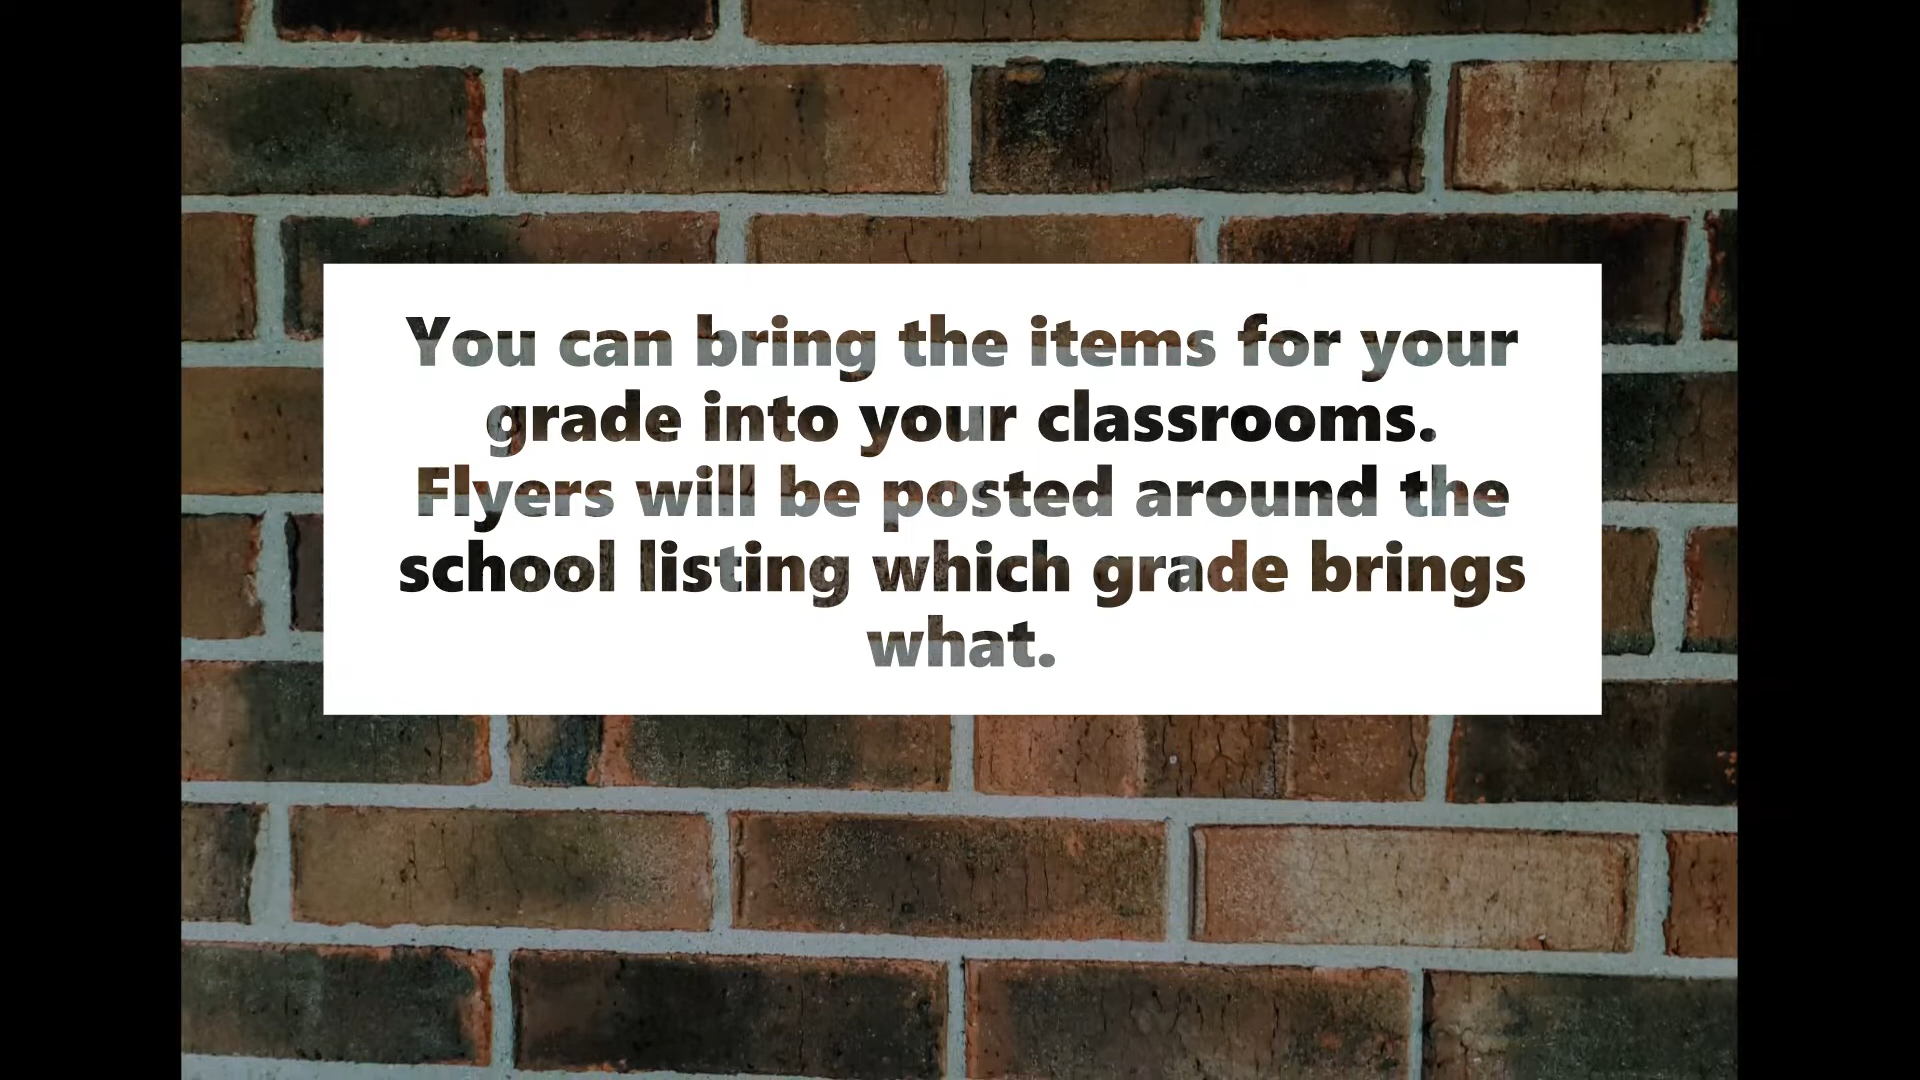 You can bring the items for your
grade into your classrooms.
Flyers will be posted around the
school listing which grade brings
what.